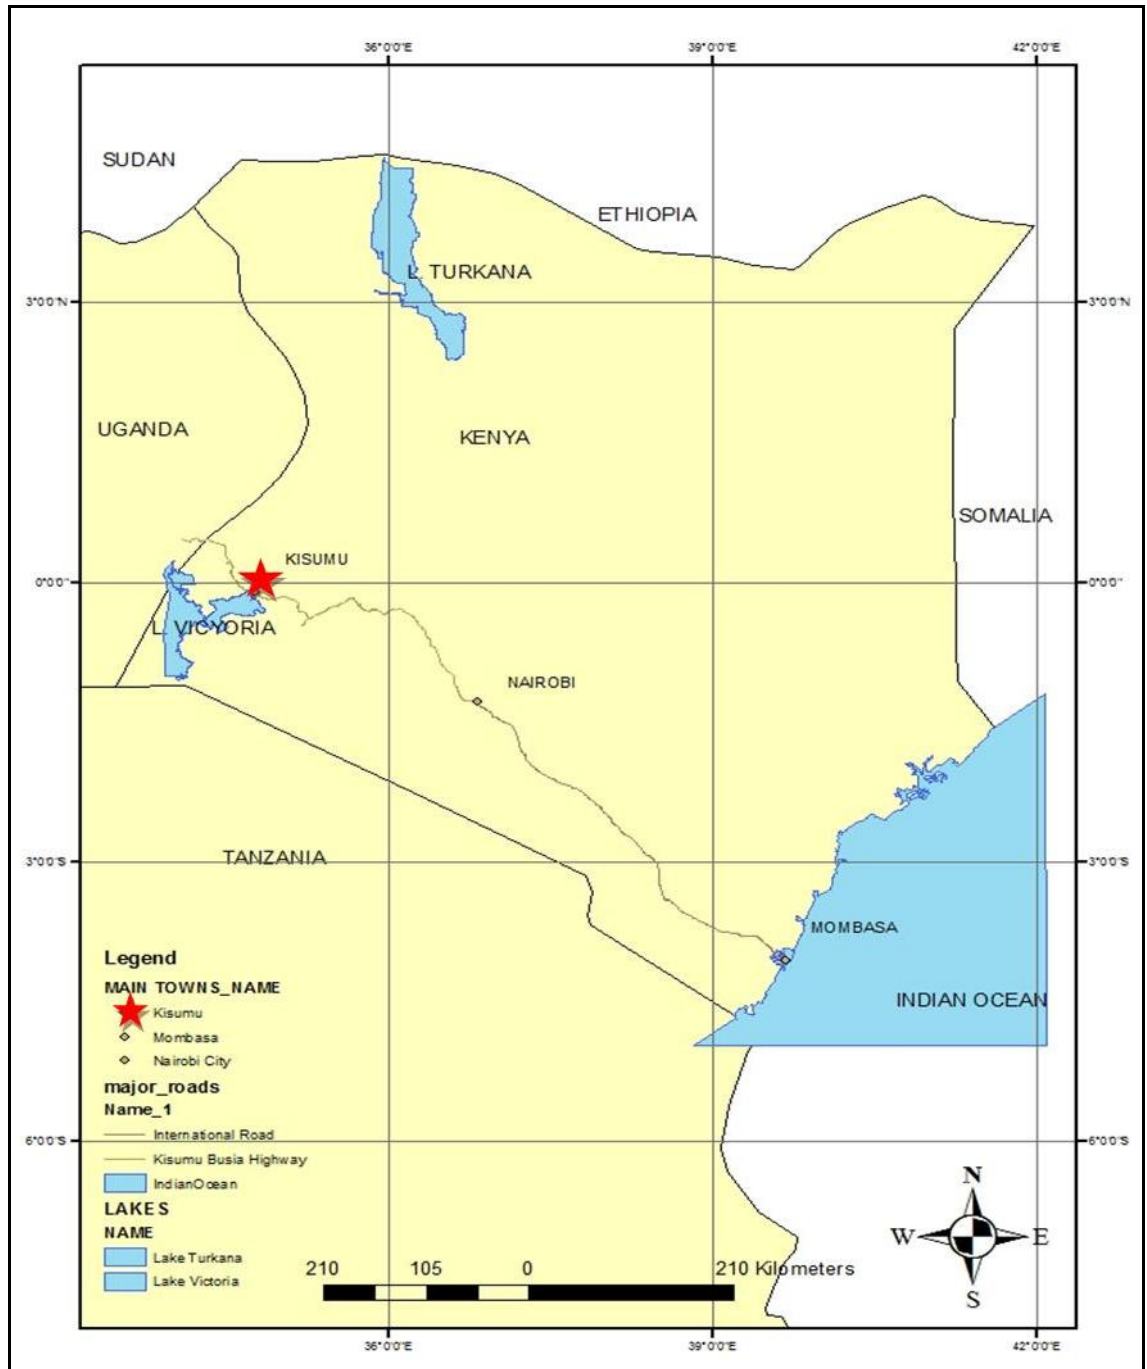 36°0'0"E 39°0'0"E 42°0'0"E
SUDAN
ETHIOPIA
L. TURKANA
3°0'0"N 3°0'0"N
UGANDA
KENYA
SOMALIA
KISUMU
0°0'0" 0°0'0"
L. VICYORIA
NAIROBI
TANZANIA
3°0'0"S 3°0'0"S
MOMBASA
INDIAN OCEAN
Legend
MAIN TOWNS_NAME
Kisumu
Mombasa
Nairobi City
major_roads
Name_1
International Road
Kisumu Busia Highway
IndianOcean
LAKES
NAME
Lake Turkana
Lake Victoria
6°0'0"S 6°0'0"S
N
W E
S
210 105 0 210 Kilometers
36°0'0"E 39°0'0"E 42°0'0"E